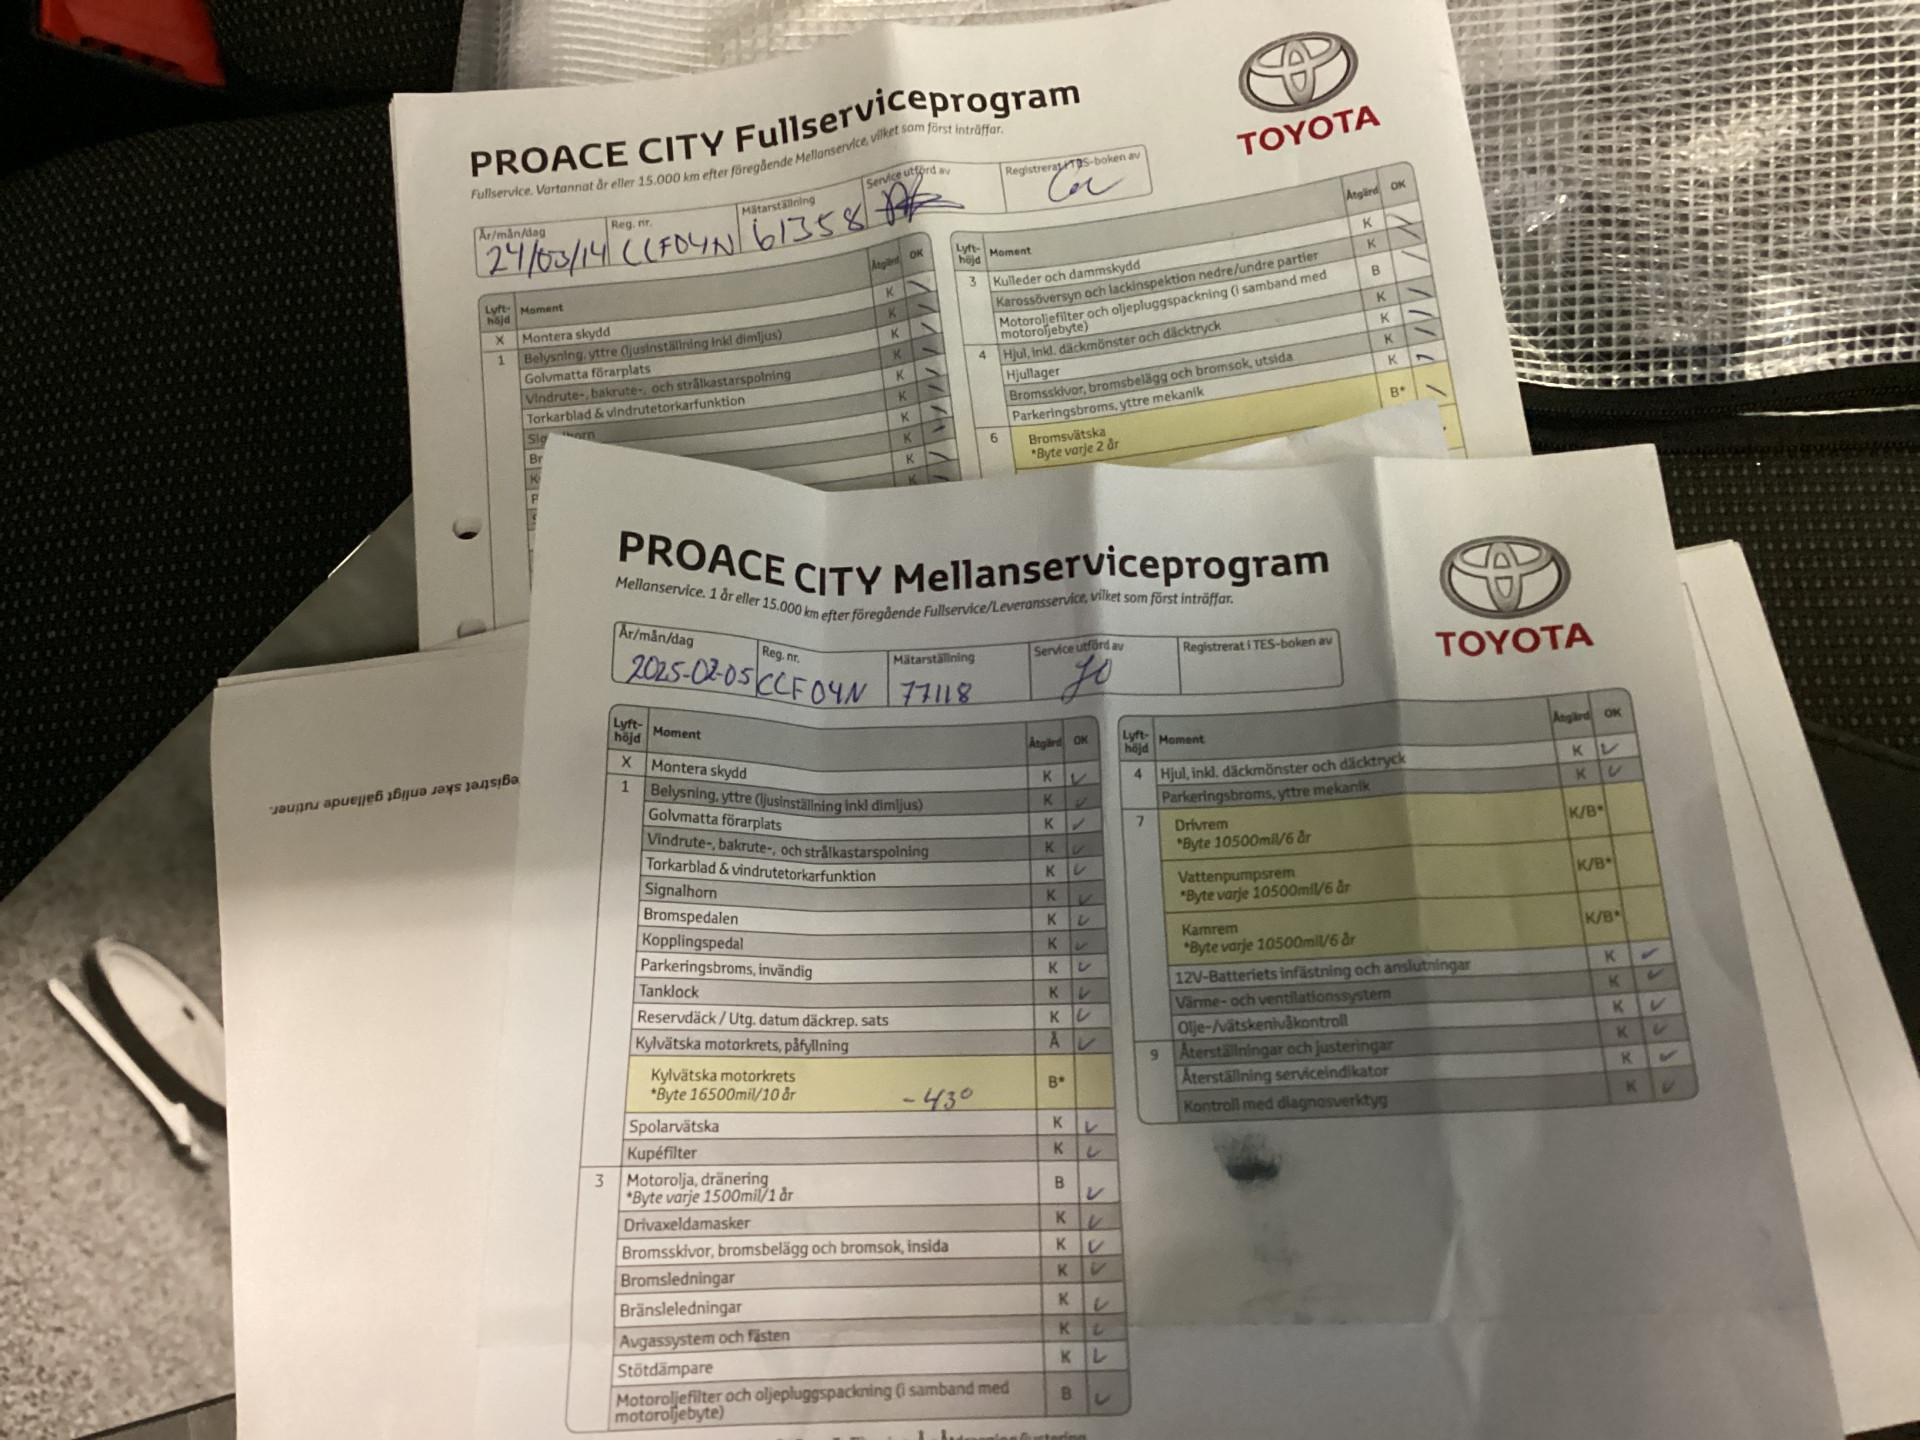 PROACE CITY Fullserviceprogram
Fullservice. Vartannat år eller 15.000 km efter föregående Mellanservice, vilket som först inträffar.
TOYOTA
År/mån/dag
24/03/14
Reg. nr.
CCF04N
Mätarställning
61358
Service utförd av
Registrerat i TES-boken av
Lyft-höjd Moment Åtgärd OK
X Montera skydd K
1 Belysning, yttre (ljusinställning inkl dimljus) K
Golvmatta förarplats K
Vindrute-, bakrute-, och strålkastarspolning K
Torkarblad & vindrutetorkarfunktion K
K
K
K
K
Lyft-höjd Moment Åtgärd OK
3 Kulleder och dammskydd K
Karossöversyn och lackinspektion nedre/undre partier K
Motoroljefilter och oljepluggspackning (i samband med B
motoroljebyte)
4 Hjul, inkl. däckmönster och däcktryck K
Hjullager K
Bromsskivor, bromsbelägg och bromsok, utsida K
Parkeringsbroms, yttre mekanik K
6 Bromsvätska B*
*Byte varje 2 år
PROACE CITY Mellanserviceprogram
Mellanservice. 1 år eller 15.000 km efter föregående Fullservice/Leveransservice, vilket som först inträffar.
TOYOTA
År/mån/dag
2025-02-05
Reg. nr.
CCF04N
Mätarställning
77118
Service utförd av
Registrerat i TES-boken av
Lyft-höjd Moment Åtgärd OK
X Montera skydd K
1 Belysning, yttre (ljusinställning inkl dimljus) K
Golvmatta förarplats K
Vindrute-, bakrute-, och strålkastarspolning K
Torkarblad & vindrutetorkarfunktion K
Signalhorn K
Bromspedalen K
Kopplingspedal K
Parkeringsbroms, invändig K
Tanklock K
Reservdäck / Utg. datum däckrep. sats K
Kylvätska motorkrets, påfyllning Å
Kylvätska motorkrets B*
*Byte 16500mil/10 år -43°
Spolarvätska K
Kupéfilter K
3 Motorolja, dränering B
*Byte varje 1500mil/1 år
Drivaxeldamasker K
Bromsskivor, bromsbelägg och bromsok, insida K
Bromsledningar K
Bränsleledningar K
Avgassystem och fästen K
Stötdämpare K
Motoroljefilter och oljepluggspackning (i samband med B
motoroljebyte)
Lyft-höjd Moment Åtgärd OK
4 Hjul, inkl. däckmönster och däcktryck K
Parkeringsbroms, yttre mekanik K
7 Drivrem K/B*
*Byte 10500mil/6 år
Vattenpumpsrem K/B*
*Byte varje 10500mil/6 år
Kamrem K/B*
*Byte varje 10500mil/6 år
12V-Batteriets infästning och anslutningar K
Värme- och ventilationssystem K
Olje-/vätskenivåkontroll K
9 Återställningar och justeringar K
Återställning serviceindikator K
Kontroll med diagnosverktyg K
sker enligt gällande rutiner.